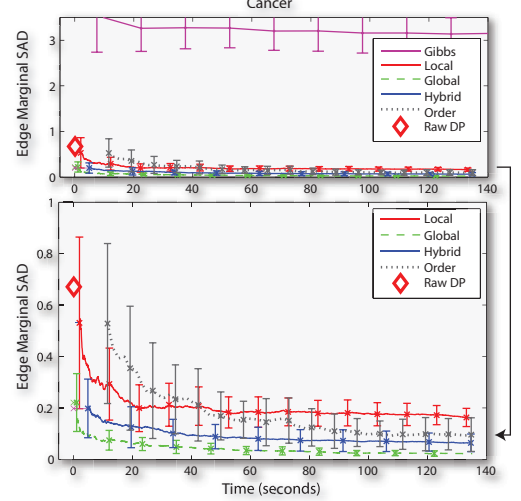 Cancer
Edge Marginal SAD
3
2
1
0
Gibbs
Local
Global
Hybrid
Order
Raw DP
0 20 40 60 80 100 120 140
Edge Marginal SAD
1
0.8
0.6
0.4
0.2
0
Local
Global
Hybrid
Order
Raw DP
0 20 40 60 80 100 120 140
Time (seconds)